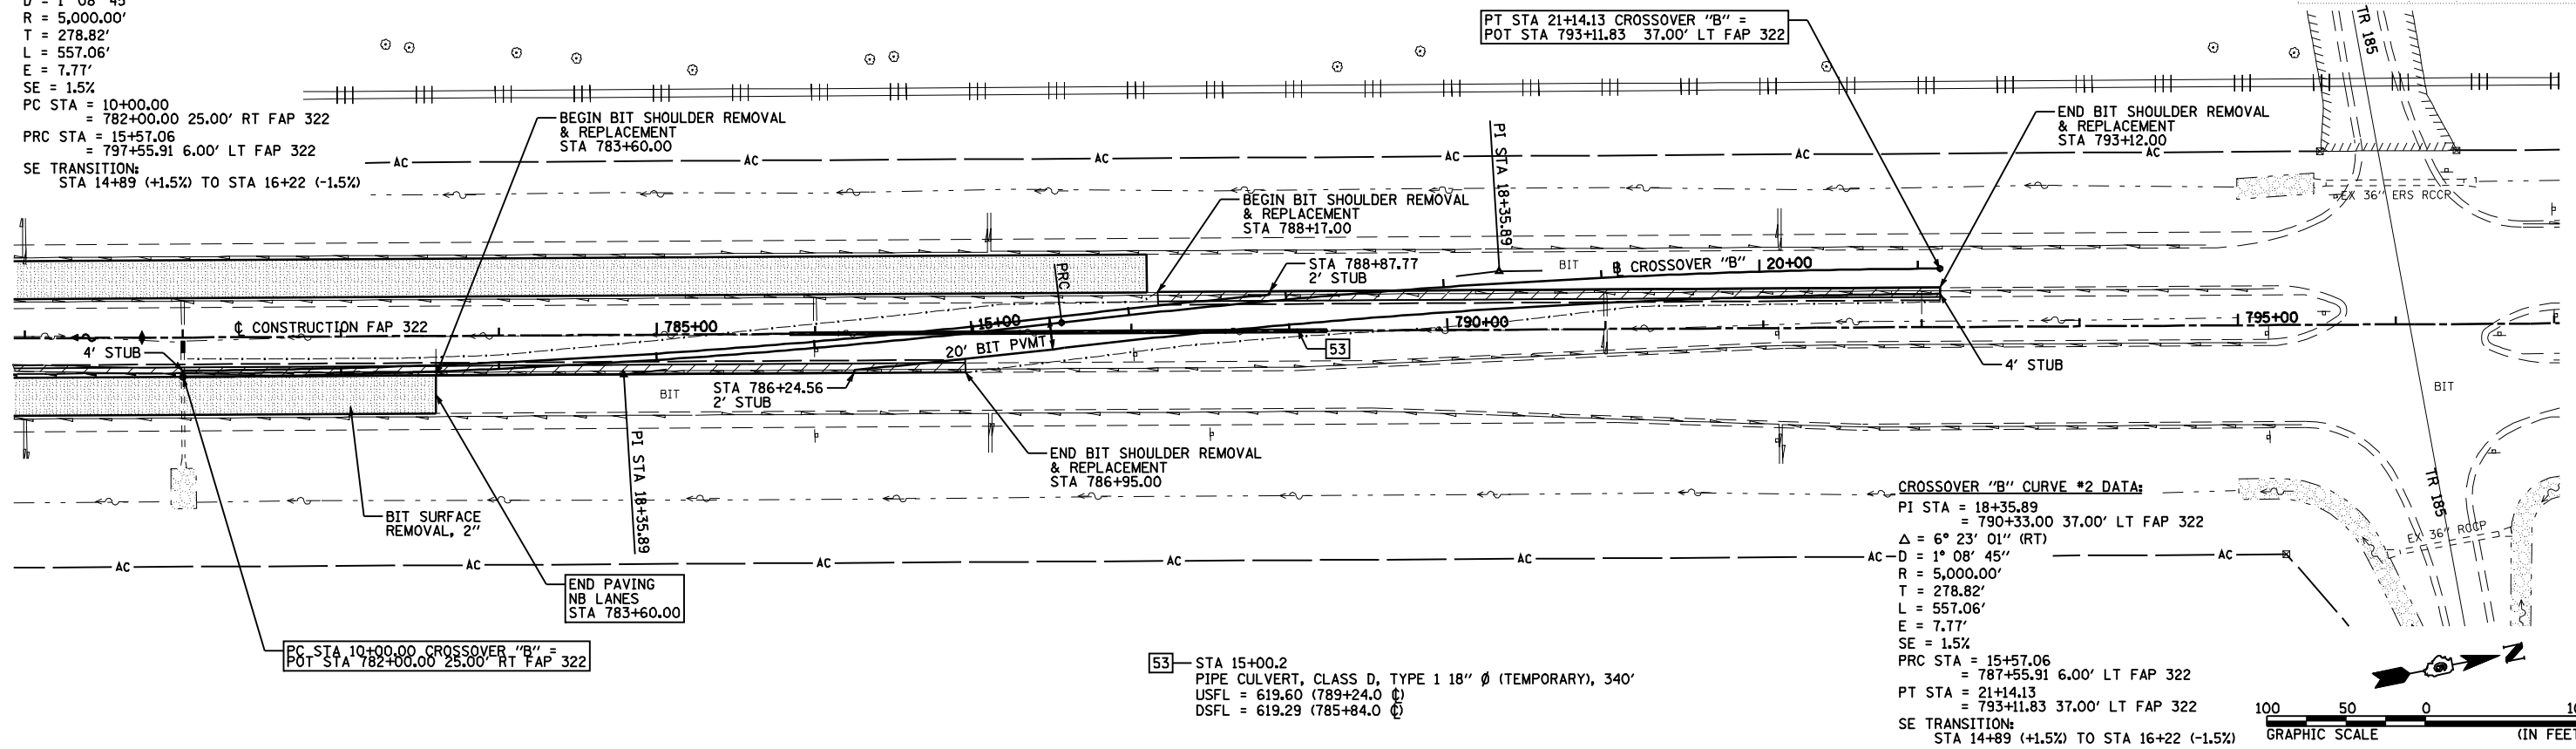 D = 1° 08' 45"
R = 5,000.00'
T = 278.82'
L = 557.06'
E = 7.77'
SE = 1.5%
PC STA = 10+00.00
= 782+00.00 25.00' RT FAP 322
PRC STA = 15+57.06
= 797+55.91 6.00' LT FAP 322
SE TRANSITION:
STA 14+89 (+1.5%) TO STA 16+22 (-1.5%)
BEGIN BIT SHOULDER REMOVAL
& REPLACEMENT
STA 783+60.00
PT STA 21+14.13 CROSSOVER "B" =
POT STA 793+11.83 37.00' LT FAP 322
TR 185
END BIT SHOULDER REMOVAL
& REPLACEMENT
STA 793+12.00
AC
AC
AC
AC
AC
AC
PI STA 18+35.89
BEGIN BIT SHOULDER REMOVAL
& REPLACEMENT
STA 788+17.00
EX 36" ERS RCCP
STA 788+87.77
2' STUB
BIT
℄ CROSSOVER "B"
20+00
PRC
℄ CONSTRUCTION FAP 322
785+00
15+00
790+00
795+00
4' STUB
20' BIT PVMT
53
4' STUB
BIT
STA 786+24.56
2' STUB
BIT
PI STA 18+35.89
END BIT SHOULDER REMOVAL
& REPLACEMENT
STA 786+95.00
BIT SURFACE
REMOVAL, 2"
TR 185
EX 36" RCCP
AC
AC
AC
AC
AC
AC
AC
END PAVING
NB LANES
STA 783+60.00
PC STA 10+00.00 CROSSOVER "B" =
POT STA 782+00.00 25.00' RT FAP 322
53
STA 15+00.2
PIPE CULVERT, CLASS D, TYPE 1 18" Ø (TEMPORARY), 340'
USFL = 619.60 (789+24.0 ℄)
DSFL = 619.29 (785+84.0 ℄)
CROSSOVER "B" CURVE #2 DATA:
PI STA = 18+35.89
= 790+33.00 37.00' LT FAP 322
Δ = 6° 23' 01" (RT)
D = 1° 08' 45"
R = 5,000.00'
T = 278.82'
L = 557.06'
E = 7.77'
SE = 1.5%
PRC STA = 15+57.06
= 787+55.91 6.00' LT FAP 322
PT STA = 21+14.13
= 793+11.83 37.00' LT FAP 322
SE TRANSITION:
STA 14+89 (+1.5%) TO STA 16+22 (-1.5%)
N
100 50 0
GRAPHIC SCALE (IN FEET